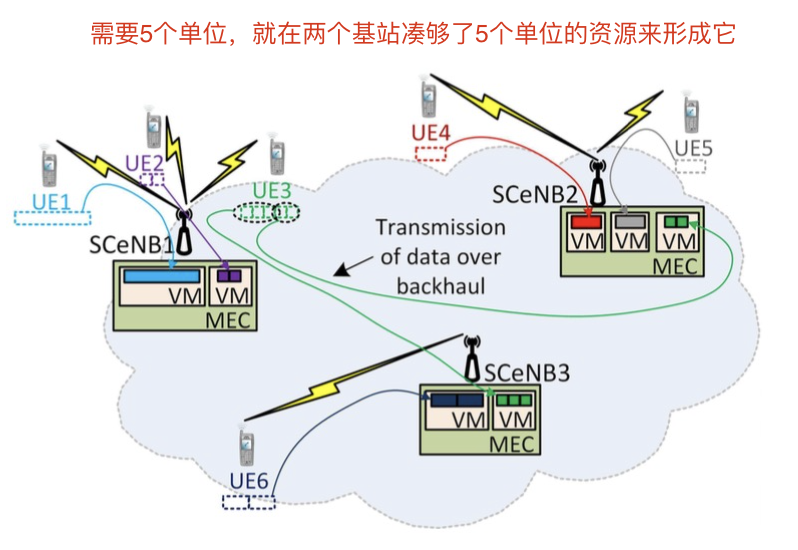 需要5个单位，就在两个基站凑够了5个单位的资源来形成它
UE4
UE5
UE2
UE3
UE1
SCeNB2
SCeNB1
Transmission
of data over
backhaul
VM
VM
VM
MEC
VM
VM
MEC
SCeNB3
VM
VM
MEC
UE6